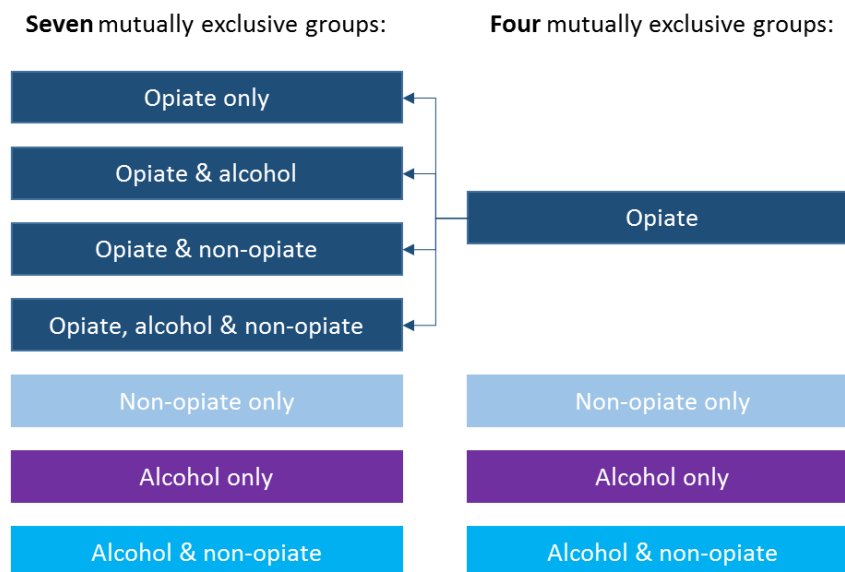 Seven mutually exclusive groups:
Four mutually exclusive groups:
Opiate only
Opiate & alcohol
Opiate & non-opiate
Opiate, alcohol & non-opiate
Opiate
Non-opiate only
Non-opiate only
Alcohol only
Alcohol only
Alcohol & non-opiate
Alcohol & non-opiate